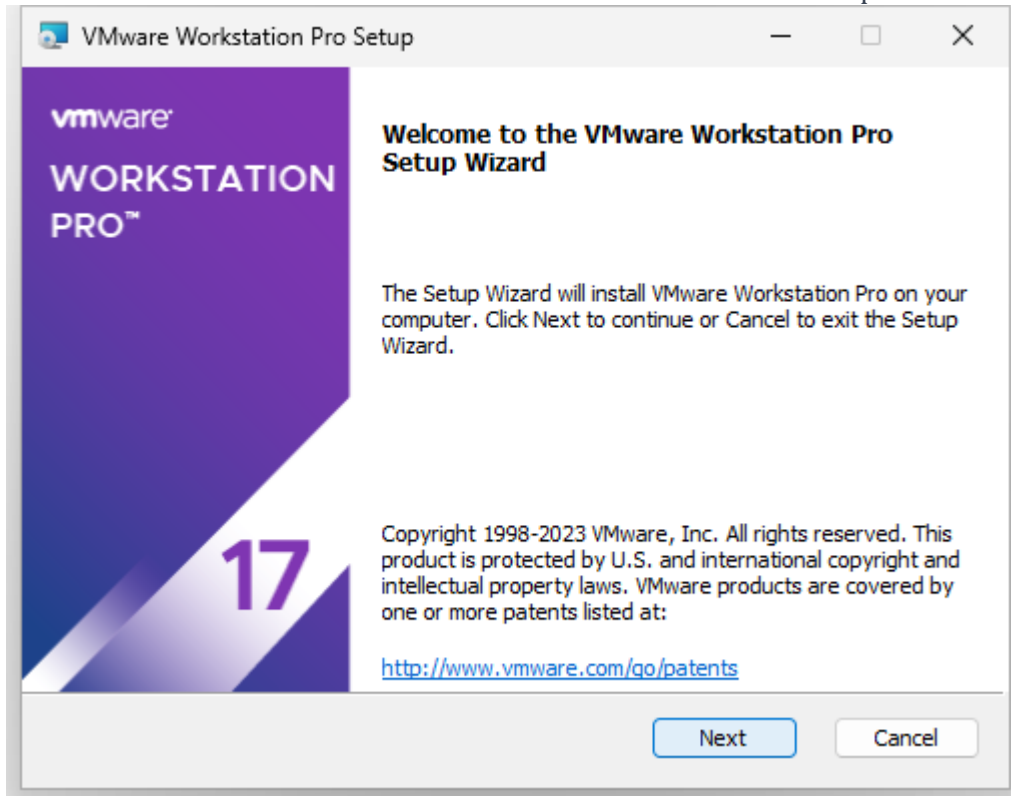 VMware Workstation Pro Setup
vmware®
WORKSTATION
PRO™
Welcome to the VMware Workstation Pro
Setup Wizard
The Setup Wizard will install VMware Workstation Pro on your
computer. Click Next to continue or Cancel to exit the Setup
Wizard.
17
Copyright 1998-2023 VMware, Inc. All rights reserved. This
product is protected by U.S. and international copyright and
intellectual property laws. VMware products are covered by
one or more patents listed at:
http://www.vmware.com/go/patents
Next
Cancel